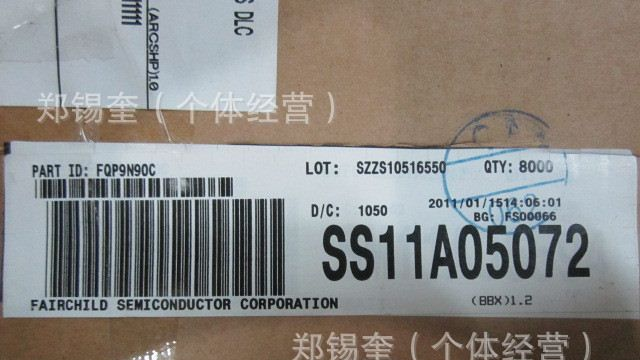 S DLC
(ARCSHP)10
郑锡奎（个体经营）
PART ID: FQP9N90C
LOT: SZZS10516550
QTY: 8000
D/C: 1050
2011/01/1514:06:01
BG: FS00066
SS11A05072
FAIRCHILD SEMICONDUCTOR CORPORATION
(BBX)1.2
郑锡奎（个体经营）